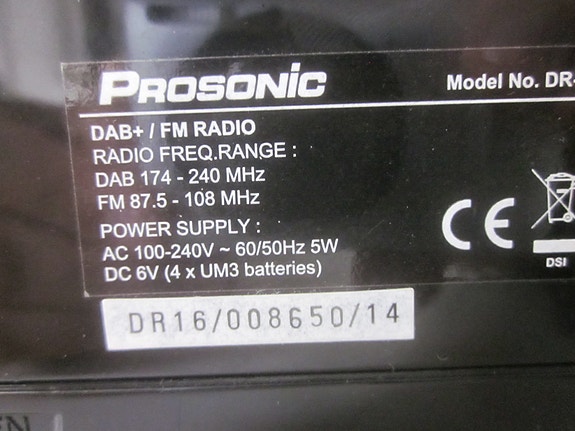 PROSONIC Model No. DR-
DAB+ / FM RADIO
RADIO FREQ.RANGE :
DAB 174 - 240 MHz
FM 87.5 - 108 MHz
POWER SUPPLY :
AC 100-240V ~ 60/50Hz 5W
DC 6V (4 x UM3 batteries)
CE
DSI
DR16/008650/14
EN